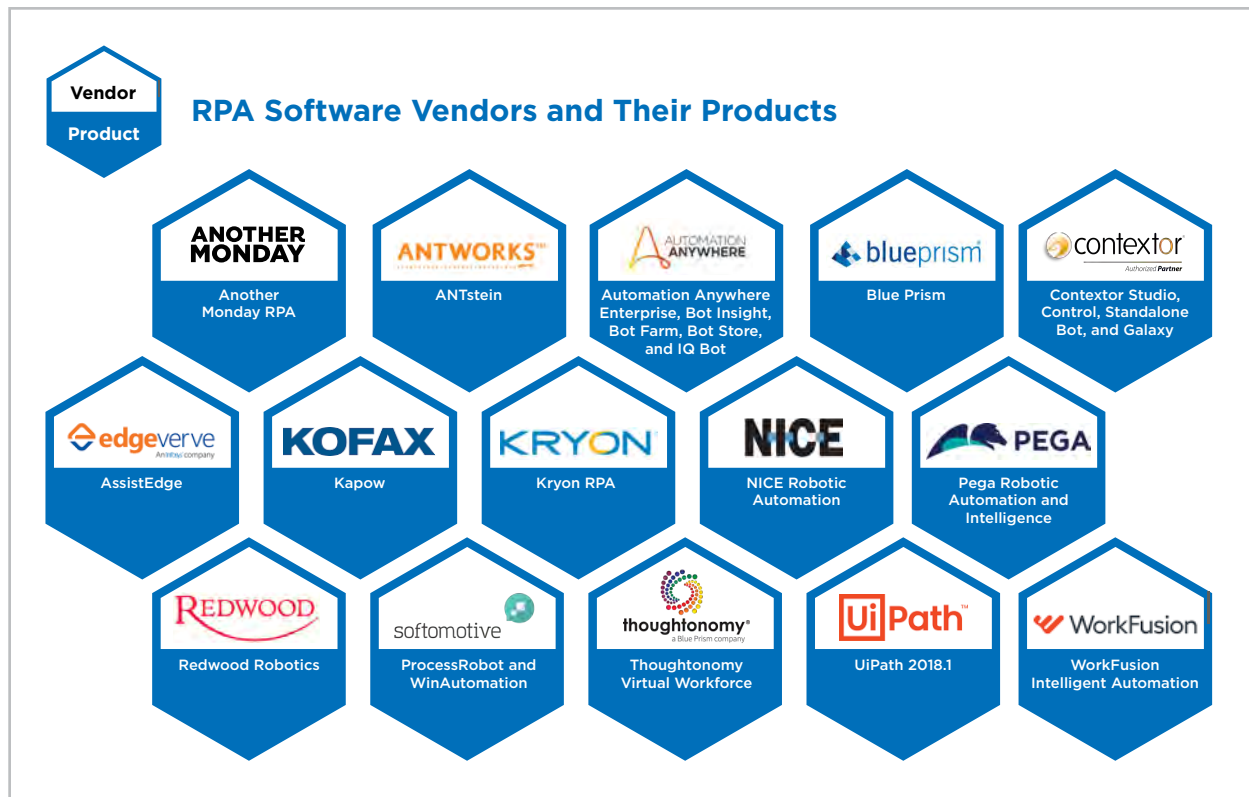 Vendor
Product
RPA Software Vendors and Their Products
ANOTHER
MONDAY
Another
Monday RPA
ANTWORKS™
ANTstein
AUTOMATION
ANYWHERE
Automation Anywhere
Enterprise, Bot Insight,
Bot Farm, Bot Store,
and IQ Bot
blueprism
Blue Prism
contextor
Authorized Partner
Contextor Studio,
Control, Standalone
Bot, and Galaxy
edgeverve
An Infosys company
AssistEdge
KOFAX
Kapow
KRYON
Kryon RPA
NICE
NICE Robotic
Automation
PEGA
Pega Robotic
Automation and
Intelligence
REDWOOD
Redwood Robotics
softomotive
ProcessRobot and
WinAutomation
thoughtonomy®
a Blue Prism company
Thoughtonomy
Virtual Workforce
UiPath™
UiPath 2018.1
WorkFusion
WorkFusion
Intelligent Automation